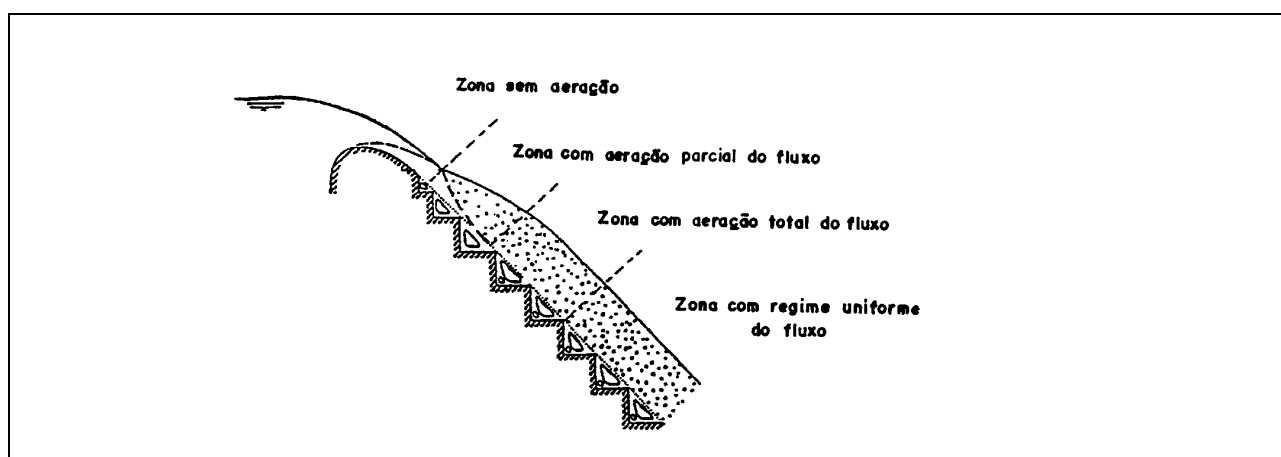 Zona sem aeração
Zona com aeração parcial do fluxo
Zona com aeração total do fluxo
Zona com regime uniforme
do fluxo